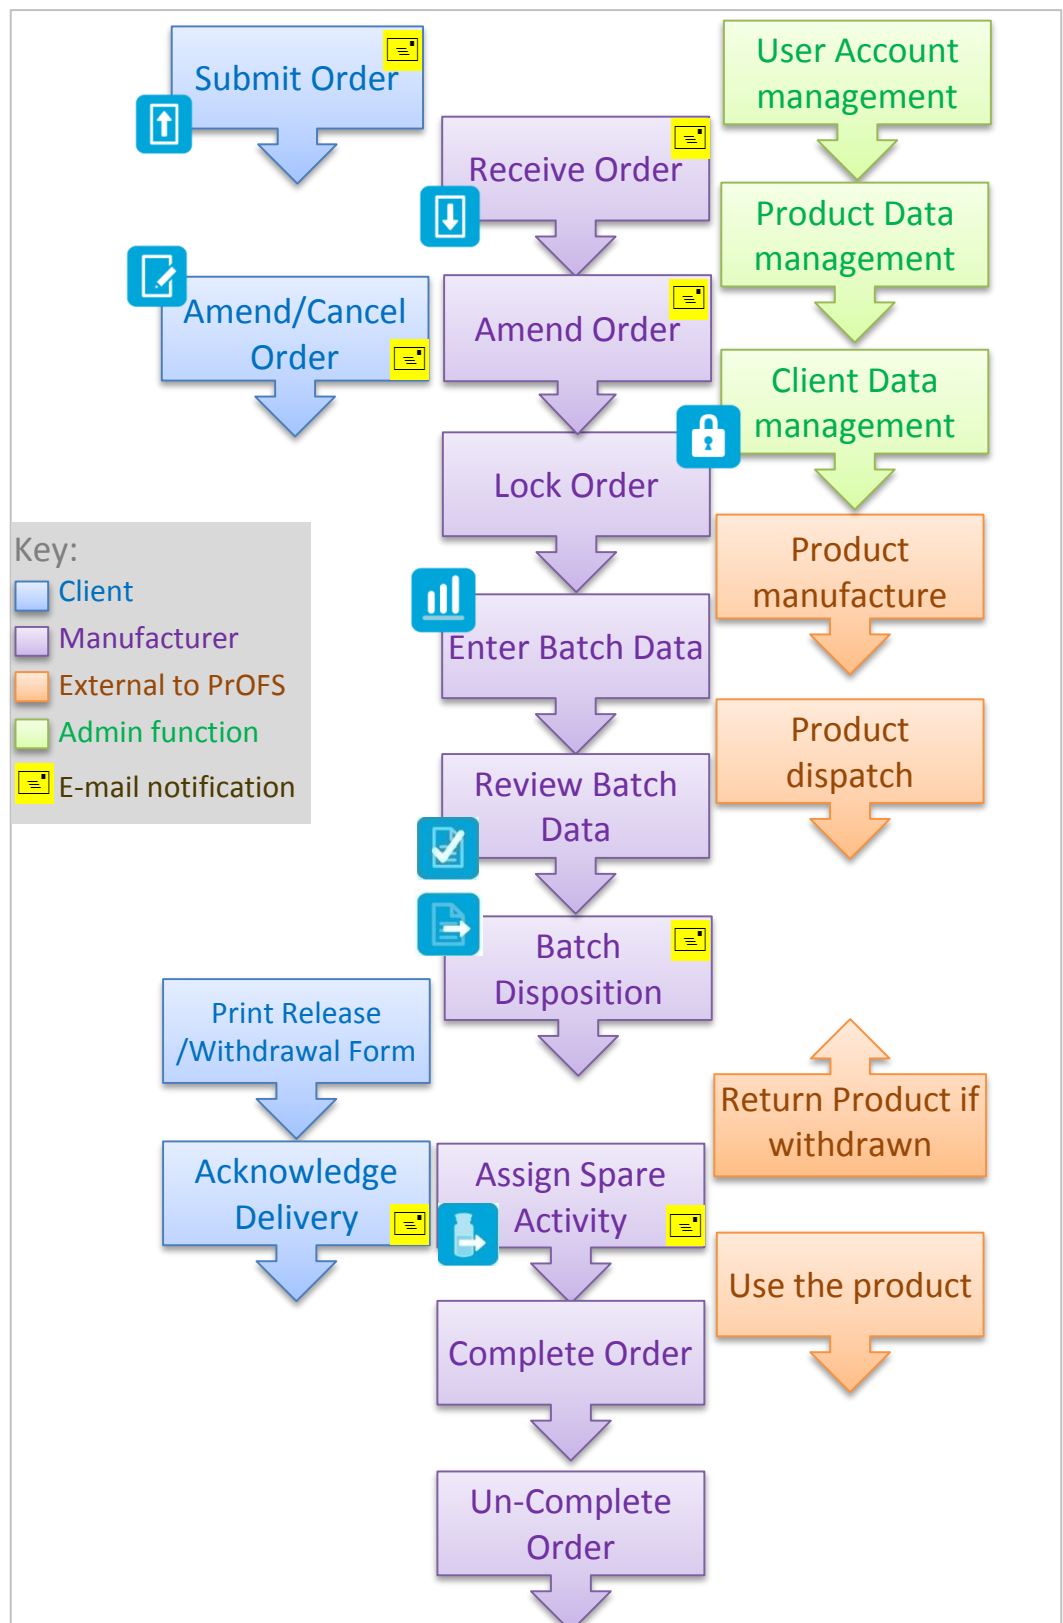 Submit Order
User Account
management
Receive Order
Product Data
management
Amend/Cancel
Order
Amend Order
Client Data
management
Lock Order
Key:
Client
Manufacturer
External to PrOFS
Admin function
E-mail notification
Product
manufacture
Enter Batch Data
Product
dispatch
Review Batch
Data
Batch
Disposition
Print Release
/Withdrawal Form
Return Product if
withdrawn
Acknowledge
Delivery
Assign Spare
Activity
Use the product
Complete Order
Un-Complete
Order